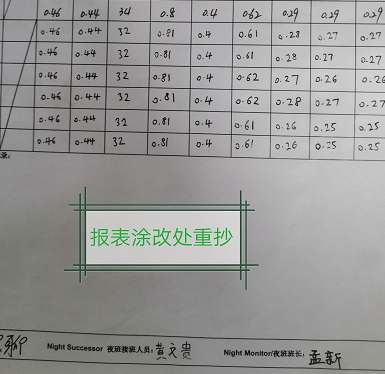 0.46 0.44 34 0.8 0.4 0.62 0.29 0.29 0.29
0.46 0.44 32 0.81 0.4 0.61 0.28 0.27 0.27
0.46 0.44 32 0.81 0.4 0.61 0.28 0.27 0.27
0.46 0.44 32 0.81 0.4 0.62 0.27 0.26 0.26
0.46 0.44 32 0.81 0.4 0.62 0.28 0.27 0.27
0.46 0.44 32 0.81 0.4 0.61 0.26 0.25 0.25
0.46 0.44 32 0.81 0.4 0.61 0.26 0.25 0.25
录:
报表涂改处重抄
Night Successor 夜班接班人员: 黄文贵 Night Monitor/夜班班长: 孟新